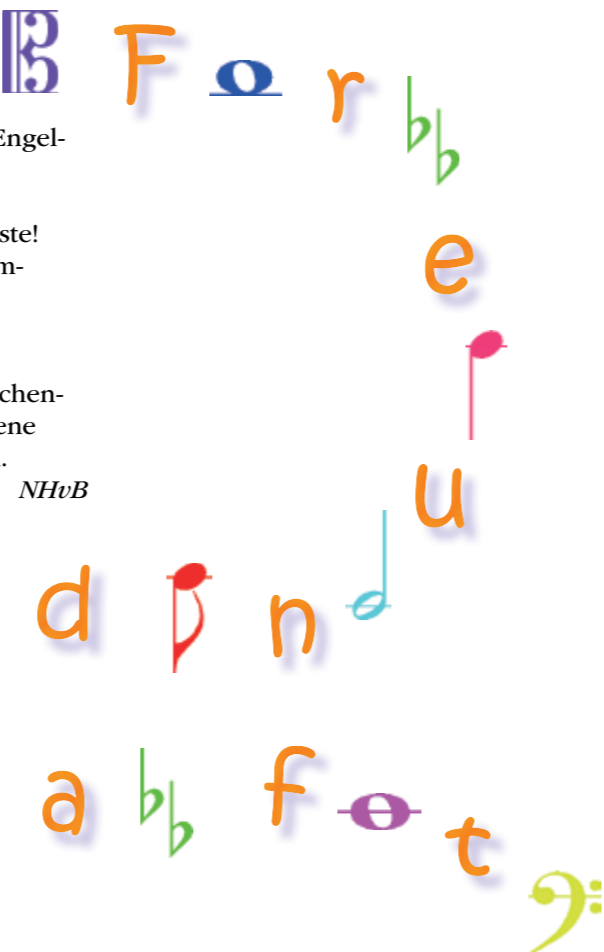 F r
Engel-
ste!
m-
e
chen-
ene
.
NHvB
u
d n
a f t